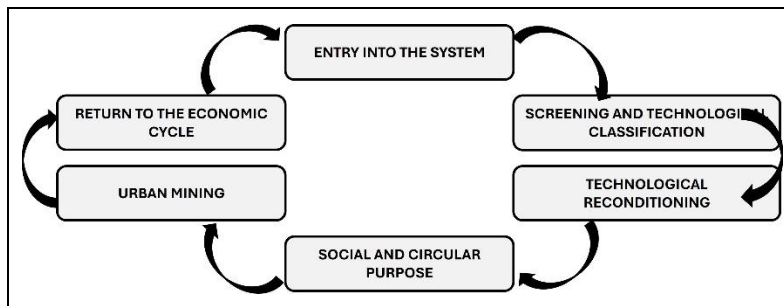 ENTRY INTO THE SYSTEM
SCREENING AND TECHNOLOGICAL
CLASSIFICATION
TECHNOLOGICAL
RECONDITIONING
SOCIAL AND CIRCULAR
PURPOSE
URBAN MINING
RETURN TO THE ECONOMIC
CYCLE